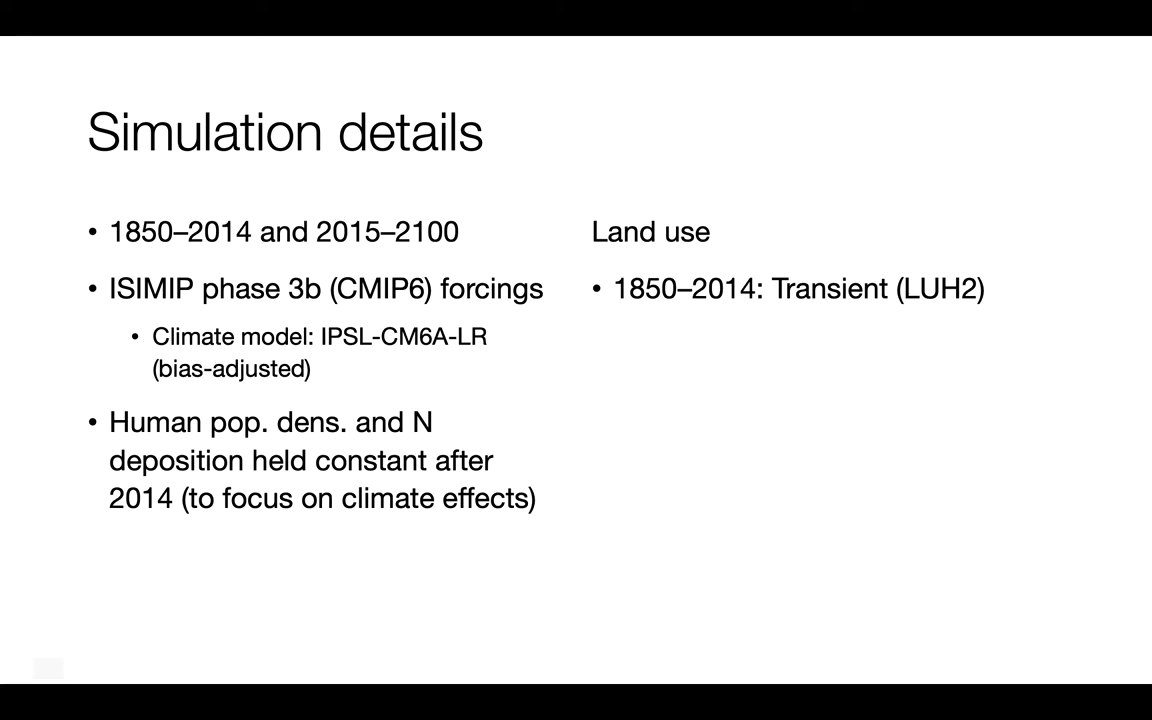 Simulation details
• 1850–2014 and 2015–2100
• ISIMIP phase 3b (CMIP6) forcings
• Climate model: IPSL-CM6A-LR
(bias-adjusted)
• Human pop. dens. and N
deposition held constant after
2014 (to focus on climate effects)
Land use
• 1850–2014: Transient (LUH2)